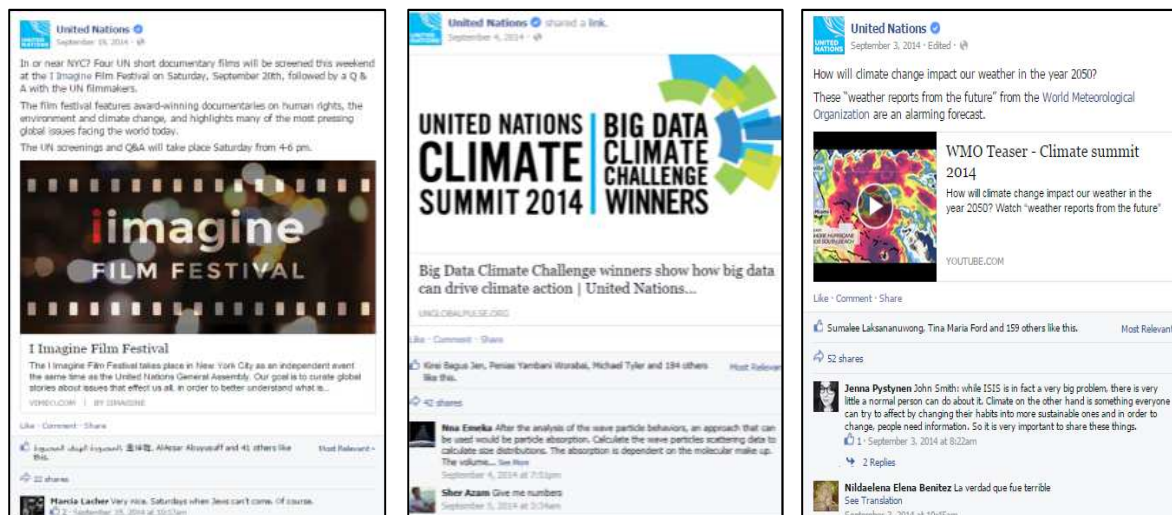 United Nations
September 19, 2014
In or near NYC? Four UN short documentary films will be screened this weekend
at the I Imagine Film Festival on Saturday, September 20th, followed by a Q &
A with the UN filmmakers.
The film festival features award-winning documentaries on human rights, the
environment and climate change, and highlights many of the most pressing
global issues facing the world today.
The UN screenings and Q&A will take place Saturday from 4-6 pm.
iimagine
FILM FESTIVAL
I Imagine Film Festival
The I Imagine Film Festival takes place in New York City as an independent event
the same time as the United Nations General Assembly. Our goal is to curate global
stories about issues that effect us all, in order to better understand what is...
VIMEO.COM | BY IIMAGINE
Like · Comment · Share
and 41 others like
this.
Most Relevant
22 shares
Marcia Lacher Very nice. Saturdays when Jews can't come. Of course.
2 · September 19, 2014 at 10:53am
United Nations shared a link.
September 4, 2014
UNITED NATIONS
CLIMATE
SUMMIT 2014
BIG DATA
CLIMATE
CHALLENGE
WINNERS
Big Data Climate Challenge winners show how big data
can drive climate action | United Nations...
UNGLOBALPULSE.ORG
Like · Comment · Share
Kirei Bagus Jen, Penias Yambani Worabai, Michael Tyler and 184 others
like this.
Most Relevan
42 shares
Nna Emeka After the analysis of the wave particle behaviors, an approach that can
be used would be particle absorption. Calculate the wave particles scattering data to
calculate size distributions. The absorption is dependent on the molecular make up.
The volume... See More
September 4, 2014 at 7:51pm
Sher Azam Give me numbers
September 5, 2014 at 3:34am
United Nations
September 3, 2014 · Edited ·
How will climate change impact our weather in the year 2050?
These "weather reports from the future" from the World Meteorological
Organization are an alarming forecast.
WMO Teaser - Climate summit
2014
How will climate change impact our weather in the
year 2050? Watch "weather reports from the future"
YOUTUBE.COM
Miami
Like · Comment · Share
Sumalee Laksananuwong, Tina Maria Ford and 159 others like this.
Most Relevant
52 shares
Jenna Pystynen John Smith: while ISIS is in fact a very big problem, there is very
little a normal person can do about it. Climate on the other hand is something everyone
can try to affect by changing their habits into more sustainable ones and in order to
change, people need information. So it is very important to share these things.
1 · September 3, 2014 at 8:22am
2 Replies
Nildaelena Elena Benitez La verdad que fue terrible
See Translation
September 3, 2014 at 10:45am